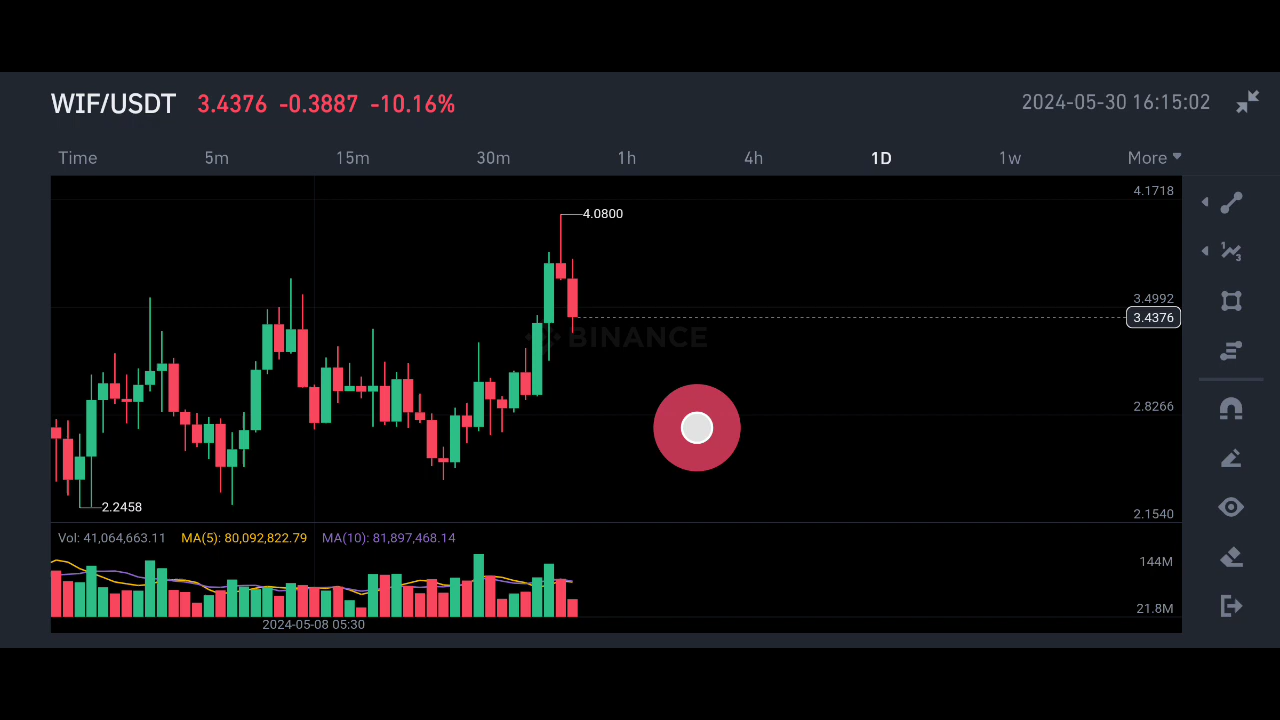 WIF/USDT 3.4376 -0.3887 -10.16% 2024-05-30 16:15:02
Time 5m 15m 30m 1h 4h 1D 1w More
4.1718
4.0800
3.4992
3.4376
BINANCE
2.8266
2.2458
2.1540
Vol: 41,064,663.11 MA(5): 80,092,822.79 MA(10): 81,897,468.14
144M
21.8M
2024-05-08 05:30